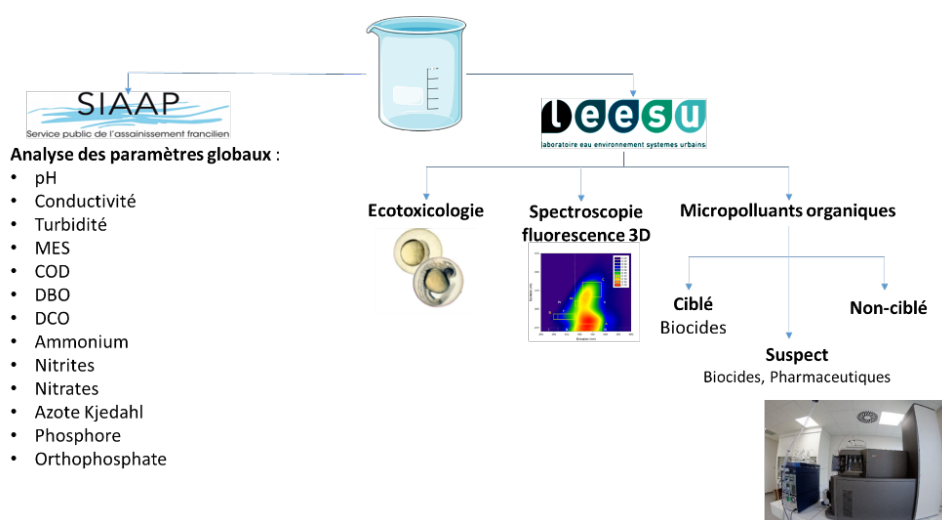 SIAAP
Service public de l'assainissement francilien
Analyse des paramètres globaux :
• pH
• Conductivité
• Turbidité
• MES
• COD
• DBO
• DCO
• Ammonium
• Nitrites
• Nitrates
• Azote Kjedahl
• Phosphore
• Orthophosphate
leesu
laboratoire eau environnement systemes urbains
Ecotoxicologie
Spectroscopie
fluorescence 3D
Micropolluants organiques
Ciblé
Biocides
Non-ciblé
Suspect
Biocides, Pharmaceutiques